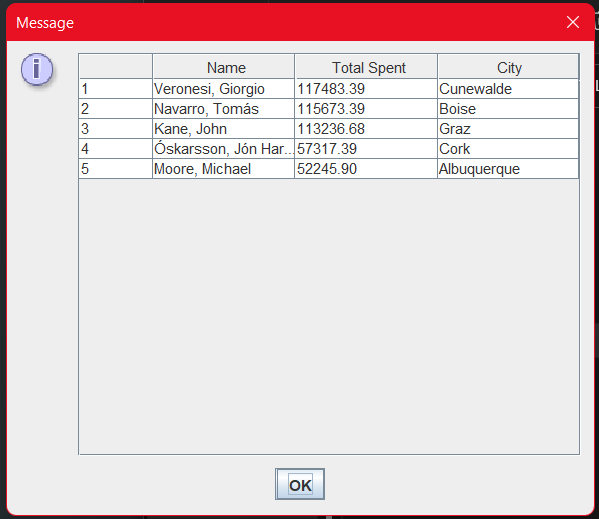 Message
Name Total Spent City
1 Veronesi, Giorgio 117483.39 Cunewalde
2 Navarro, Tomás 115673.39 Boise
3 Kane, John 113236.68 Graz
4 Óskarsson, Jón Har... 57317.39 Cork
5 Moore, Michael 52245.90 Albuquerque
OK